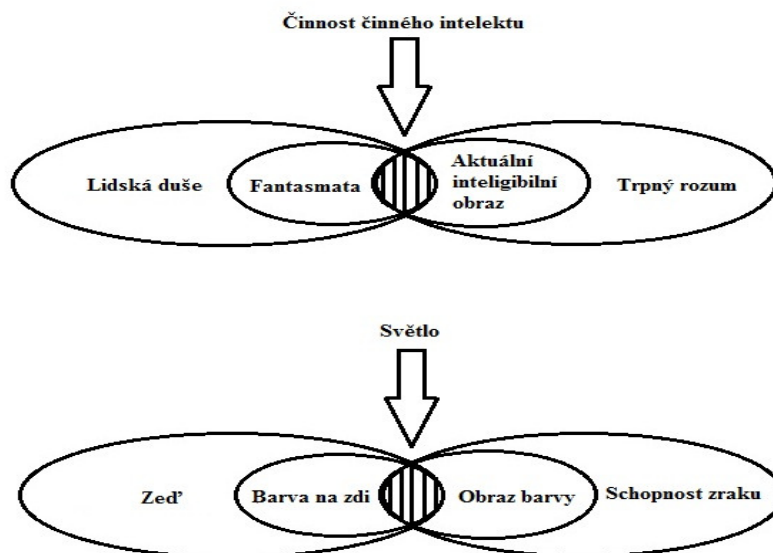 Činnost činného intelektu
Lidská duše
Fantasmata
Aktuální
inteligibilní
obraz
Trpný rozum
Světlo
Zeď
Barva na zdi
Obraz barvy
Schopnost zraku